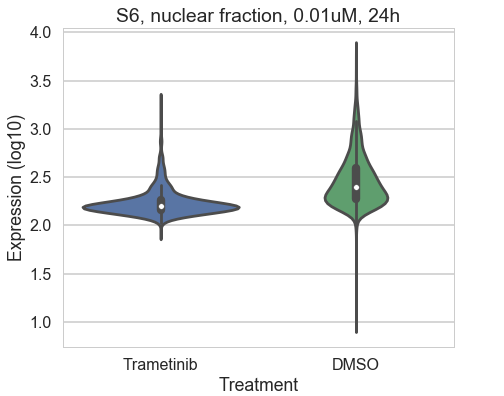 S6, nuclear fraction, 0.01uM, 24h
4.0
3.5
3.0
2.5
2.0
1.5
1.0
Expression (log10)
Trametinib DMSO
Treatment